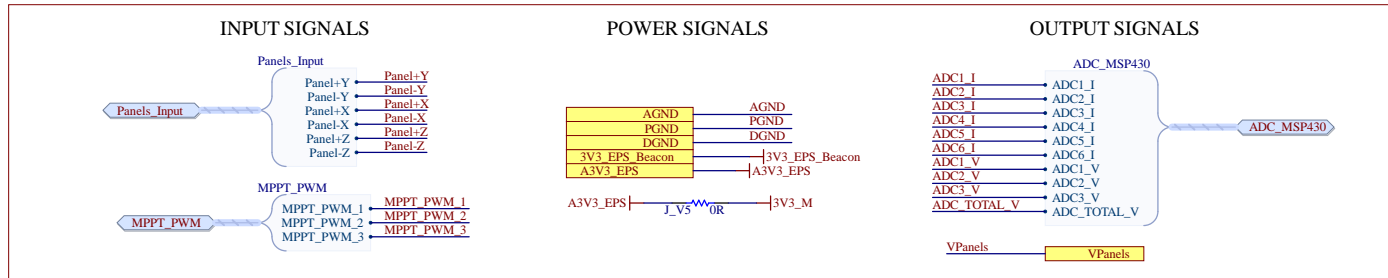 INPUT SIGNALS
Panels_Input
Panels_Input
Panel+Y Panel+Y
Panel-Y Panel-Y
Panel+X Panel+X
Panel-X Panel-X
Panel+Z Panel+Z
Panel-Z Panel-Z
MPPT_PWM
MPPT_PWM
MPPT_PWM_1 MPPT_PWM_1
MPPT_PWM_2 MPPT_PWM_2
MPPT_PWM_3 MPPT_PWM_3
POWER SIGNALS
AGND AGND
PGND PGND
DGND DGND
3V3_EPS_Beacon 3V3_EPS_Beacon
A3V3_EPS A3V3_EPS
A3V3_EPS J_V5 0R 3V3_M
OUTPUT SIGNALS
ADC_MSP430
ADC1_I ADC1_I
ADC2_I ADC2_I
ADC3_I ADC3_I
ADC4_I ADC4_I
ADC5_I ADC5_I
ADC6_I ADC6_I
ADC1_V ADC1_V
ADC2_V ADC2_V
ADC3_V ADC3_V
ADC_TOTAL_V ADC_TOTAL_V
ADC_MSP430
VPanels VPanels